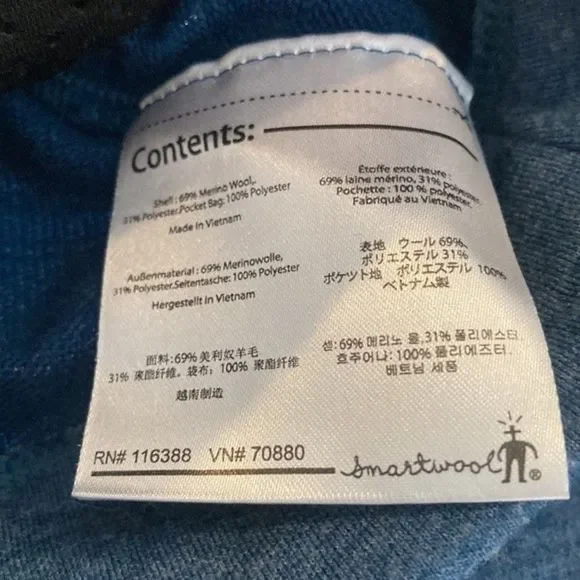 Contents:
Shell : 69% Merino Wool,
31% Polyester.Pocket Bag: 100% Polyester
Made in Vietnam
Étoffe extérieure :
69% laine mérino, 31% polyester
Pochette : 100 % polyester
Fabriqué au Vietnam
Außenmaterial : 69% Merinowolle,
31% Polyester.Seitentasche: 100% Polyester
Hergestellt in Vietnam
表地 ウール 69%
ポリエステル 31%
ポケット地 ポリエステル 100%
ベトナム製
面料: 69% 美利奴羊毛
31% 聚酯纤维。袋布: 100% 聚酯纤维
越南制造
셸: 69% 메리노 울,31% 폴리에스터.
호주머니: 100% 폴리에스터.
베트남 제품
RN# 116388 VN# 70880
Smartwool ®